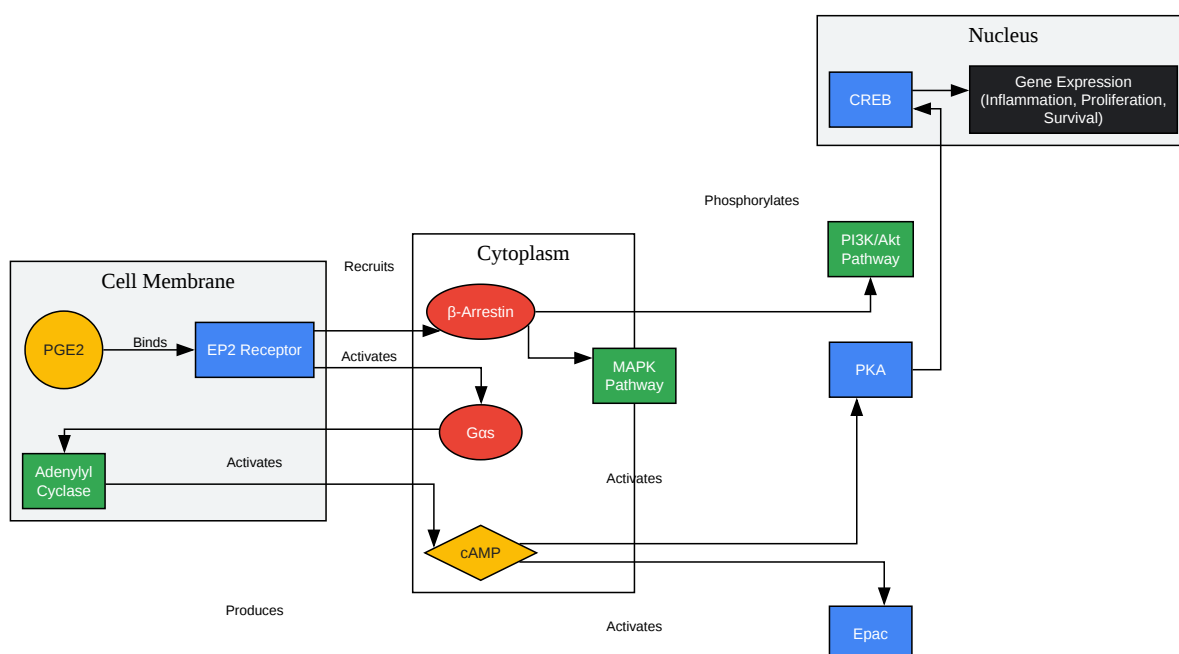 Nucleus
CREB
Gene Expression
(Inflammation, Proliferation,
Survival)
Phosphorylates
PI3K/Akt
Pathway
Cytoplasm
Recruits
Cell Membrane
β-Arrestin
PGE2
Binds
EP2 Receptor
Activates
MAPK
Pathway
PKA
Gαs
Adenylyl
Cyclase
Activates
Activates
cAMP
Produces
Activates
Epac